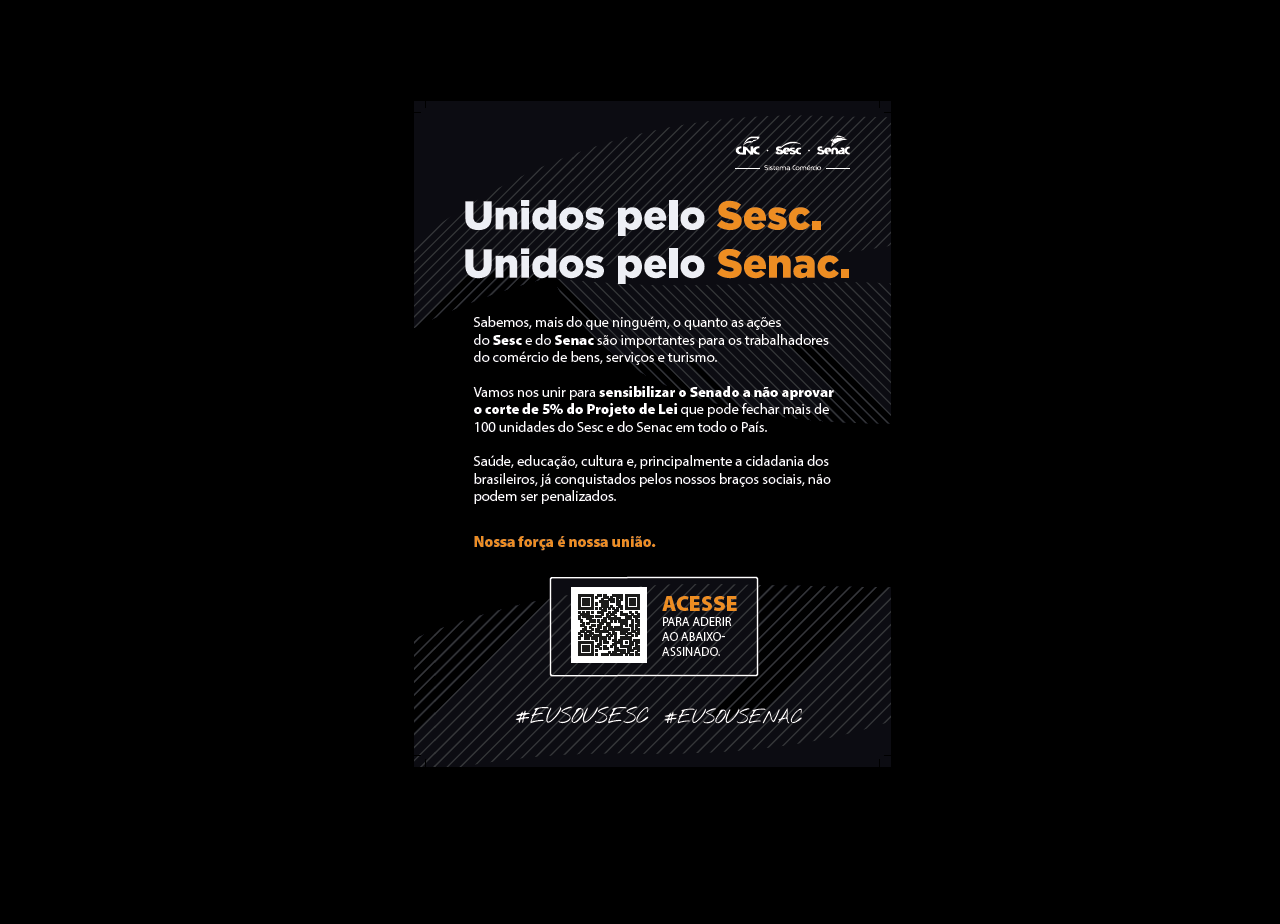 CNC · Sesc · Senac
Sistema Comércio
Unidos pelo Sesc.
Unidos pelo Senac.
Sabemos, mais do que ninguém, o quanto as ações
do Sesc e do Senac são importantes para os trabalhadores
do comércio de bens, serviços e turismo.
Vamos nos unir para sensibilizar o Senado a não aprovar
o corte de 5% do Projeto de Lei que pode fechar mais de
100 unidades do Sesc e do Senac em todo o País.
Saúde, educação, cultura e, principalmente a cidadania dos
brasileiros, já conquistados pelos nossos braços sociais, não
podem ser penalizados.
Nossa força é nossa união.
ACESSE
PARA ADERIR
AO ABAIXO-
ASSINADO.
#EUSOUSESC #EUSOUSENAC